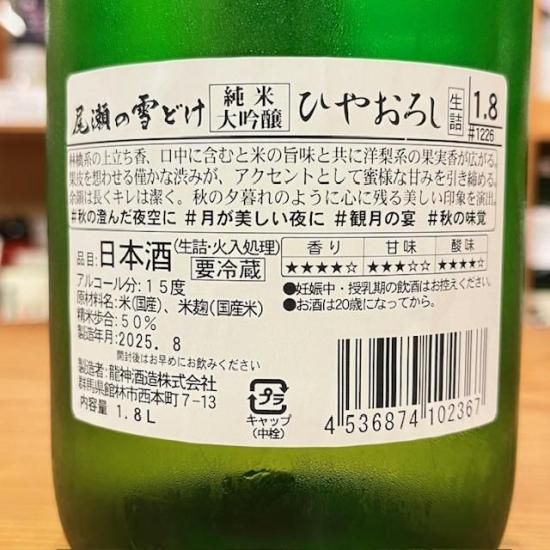 尾瀬の雪どけ 純米大吟醸 ひやおろし 生詰 1.8 #1226
林檎系の上立ち香、口中に含むと米の旨味と共に洋梨系の果実香が広がる。
果皮を想わせる僅かな渋みが、アクセントとして蜜様な甘みを引き締める。
余韻は長くキレは潔く。秋の夕暮れのように心に残る美しい印象を演出。
#秋の澄んだ夜空に #月が美しい夜に #観月の宴 #秋の味覚
品目:日本酒(生詰・火入処理)
要冷蔵
アルコール分:15度
原材料名:米(国産)、米麹(国産米)
精米歩合:50%
製造年月:2025.8
開封後はお早めにお飲みください
製造者:龍神酒造株式会社
群馬県館林市西本町7-13
内容量 1.8L
香り 甘味 酸味
★★★★☆ ★★★☆☆ ★★★★☆
●妊娠中・授乳期の飲酒はお控えください。
●お酒は20歳になってから。
プラ
キャップ
(中栓)
4 536874 102367